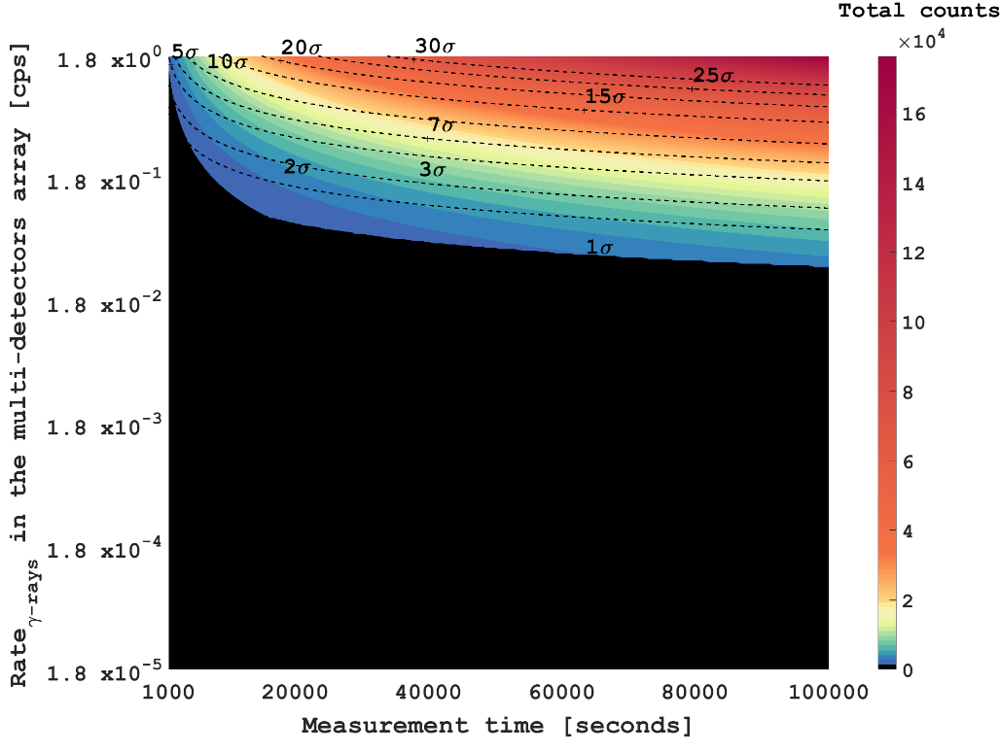 Total counts
×10⁴
5σ
10σ
20σ
30σ
25σ
15σ
7σ
2σ
3σ
1σ
Rate γ-rays in the multi-detectors array [cps]
1.8 x10⁰
1.8 x10⁻¹
1.8 x10⁻²
1.8 x10⁻³
1.8 x10⁻⁴
1.8 x10⁻⁵
16
14
12
10
8
6
4
2
0
1000 20000 40000 60000 80000 100000
Measurement time [seconds]